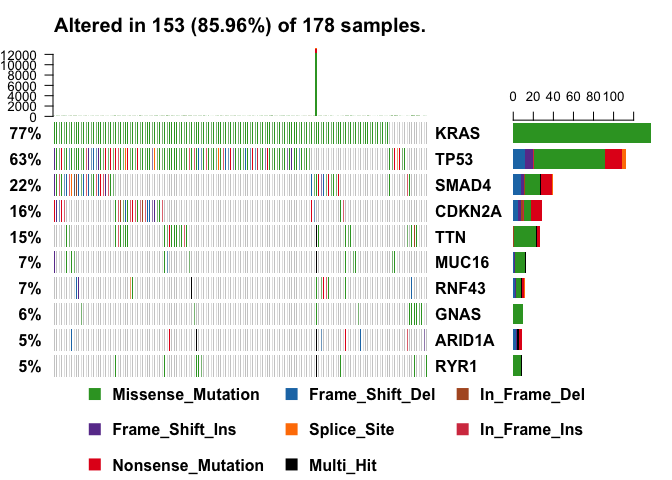 Altered in 153 (85.96%) of 178 samples.
12000
10000
8000
6000
4000
2000
0
0 20 40 60 80 100
77% KRAS
63% TP53
22% SMAD4
16% CDKN2A
15% TTN
7% MUC16
7% RNF43
6% GNAS
5% ARID1A
5% RYR1
Missense_Mutation Frame_Shift_Del In_Frame_Del
Frame_Shift_Ins Splice_Site In_Frame_Ins
Nonsense_Mutation Multi_Hit